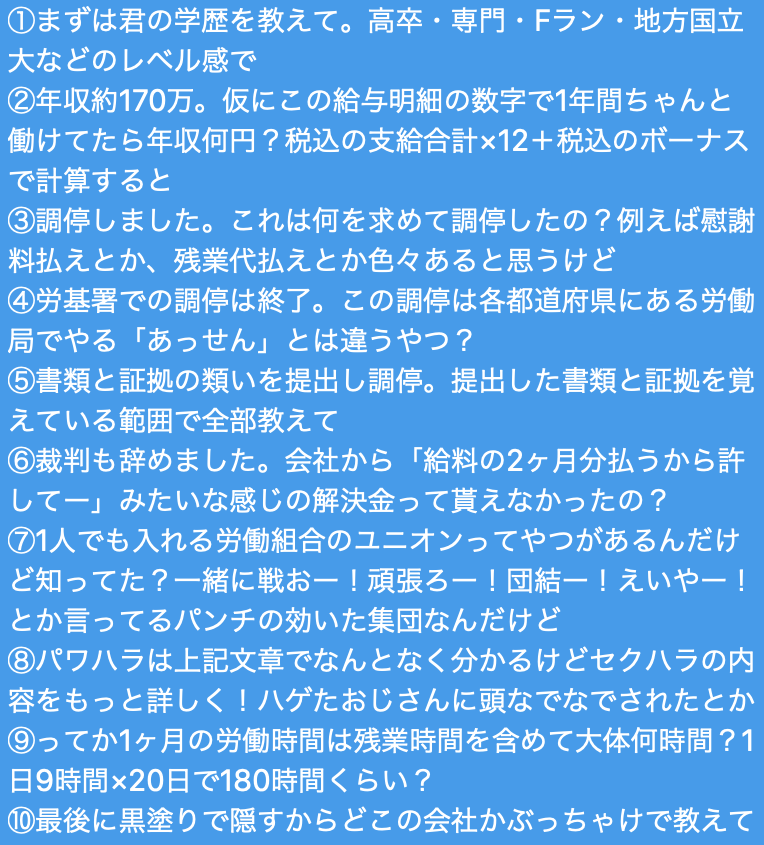 ①まずは君の学歴を教えて。高卒・専門・Fラン・地方国立
大などのレベル感で
②年収約170万。仮にこの給与明細の数字で1年間ちゃんと
働けてたら年収何円？税込の支給合計×12＋税込のボーナス
で計算すると
③調停しました。これは何を求めて調停したの？例えば慰謝
料払えとか、残業代払えとか色々あると思うけど
④労基署での調停は終了。この調停は各都道府県にある労働
局でやる「あっせん」とは違うやつ？
⑤書類と証拠の類いを提出し調停。提出した書類と証拠を覚
えている範囲で全部教えて
⑥裁判も辞めました。会社から「給料の2ヶ月分払うから許
してー」みたいな感じの解決金って貰えなかったの？
⑦1人でも入れる労働組合のユニオンってやつがあるんだけ
ど知ってた？一緒に戦おー！頑張ろー！団結ー！えいやー！
とか言ってるパンチの効いた集団なんだけど
⑧パワハラは上記文章でなんとなく分かるけどセクハラの内
容をもっと詳しく！ハゲたおじさんに頭なでなでされたとか
⑨ってか1ヶ月の労働時間は残業時間を含めて大体何時間？1
日9時間×20日で180時間くらい？
⑩最後に黒塗りで隠すからどこの会社かぶっちゃけで教えて